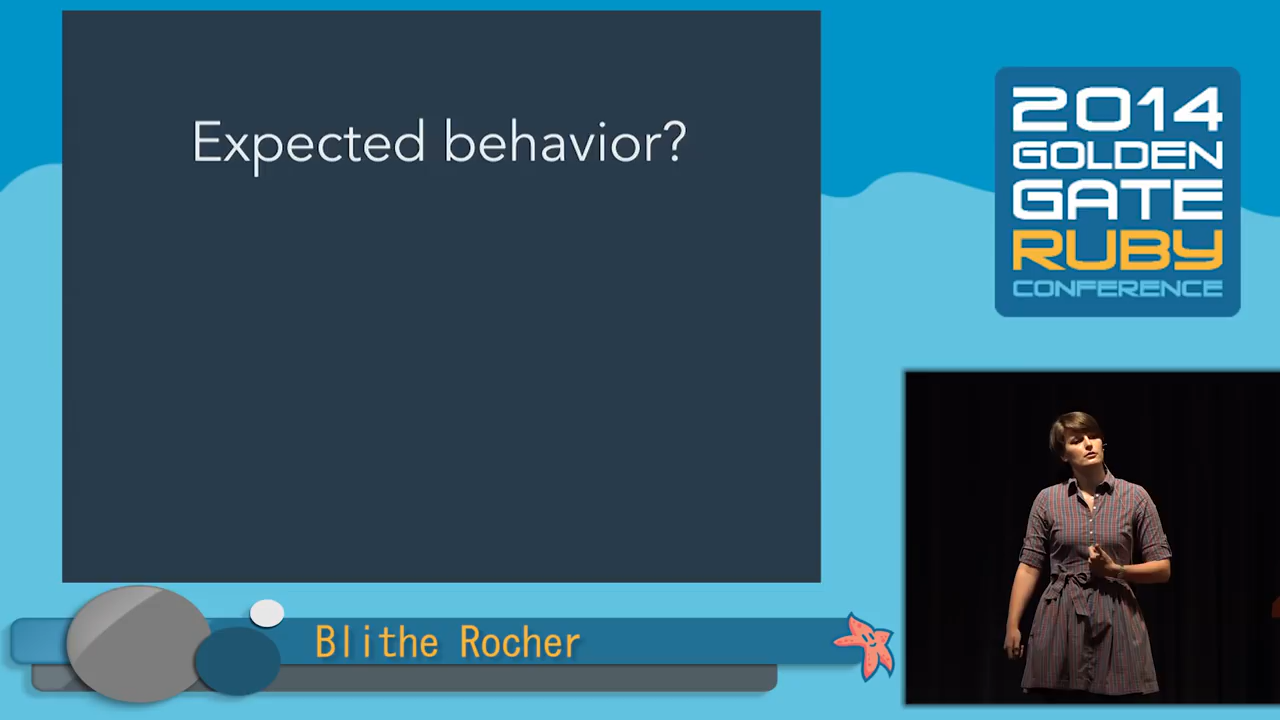 Expected behavior?
2014
GOLDEN
GATE
RUBY
CONFERENCE
Blithe Rocher